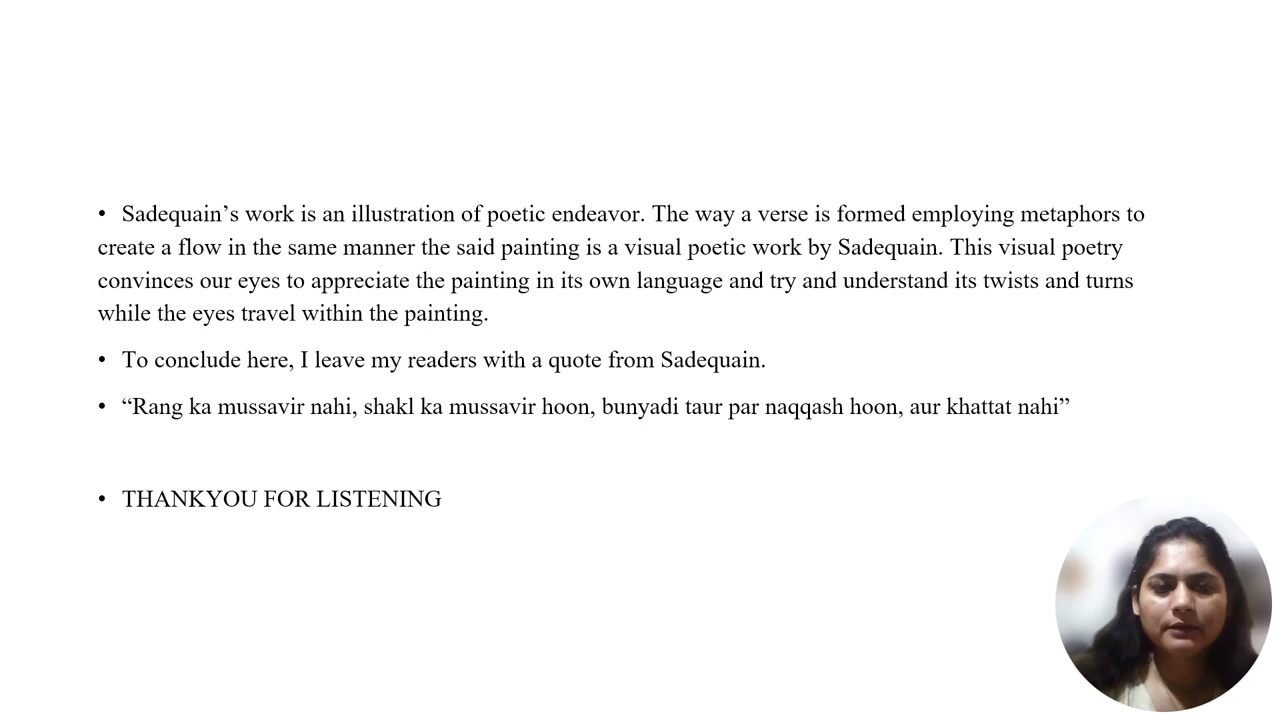 • Sadequain’s work is an illustration of poetic endeavor. The way a verse is formed employing metaphors to
create a flow in the same manner the said painting is a visual poetic work by Sadequain. This visual poetry
convinces our eyes to appreciate the painting in its own language and try and understand its twists and turns
while the eyes travel within the painting.
• To conclude here, I leave my readers with a quote from Sadequain.
• “Rang ka mussavir nahi, shakl ka mussavir hoon, bunyadi taur par naqqash hoon, aur khattat nahi”
• THANKYOU FOR LISTENING